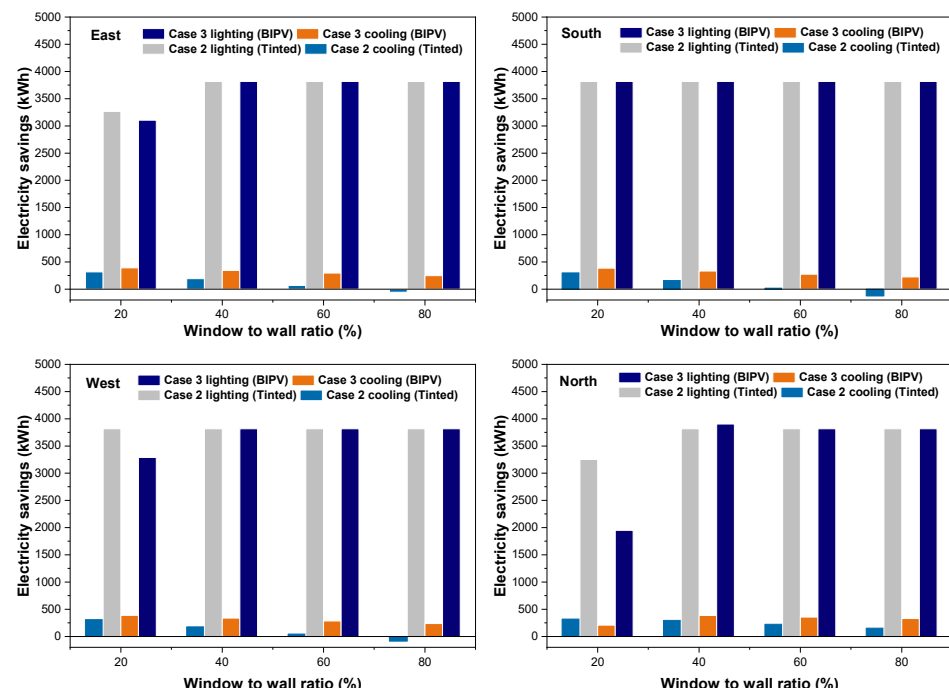 East
Case 3 lighting (BIPV) Case 3 cooling (BIPV)
Case 2 lighting (Tinted) Case 2 cooling (Tinted)
Electricity savings (kWh)
5000
4500
4000
3500
3000
2500
2000
1500
1000
500
0
20 40 60 80
Window to wall ratio (%)
South
Case 3 lighting (BIPV) Case 3 cooling (BIPV)
Case 2 lighting (Tinted) Case 2 cooling (Tinted)
Electricity savings (kWh)
5000
4500
4000
3500
3000
2500
2000
1500
1000
500
0
20 40 60 80
Window to wall ratio (%)
West
Case 3 lighting (BIPV) Case 3 cooling (BIPV)
Case 2 lighting (Tinted) Case 2 cooling (Tinted)
Electricity savings (kWh)
5000
4500
4000
3500
3000
2500
2000
1500
1000
500
0
20 40 60 80
Window to wall ratio (%)
North
Case 3 lighting (BIPV) Case 3 cooling (BIPV)
Case 2 lighting (Tinted) Case 2 cooling (Tinted)
Electricity savings (kWh)
5000
4500
4000
3500
3000
2500
2000
1500
1000
500
0
20 40 60 80
Window to wall ratio (%)